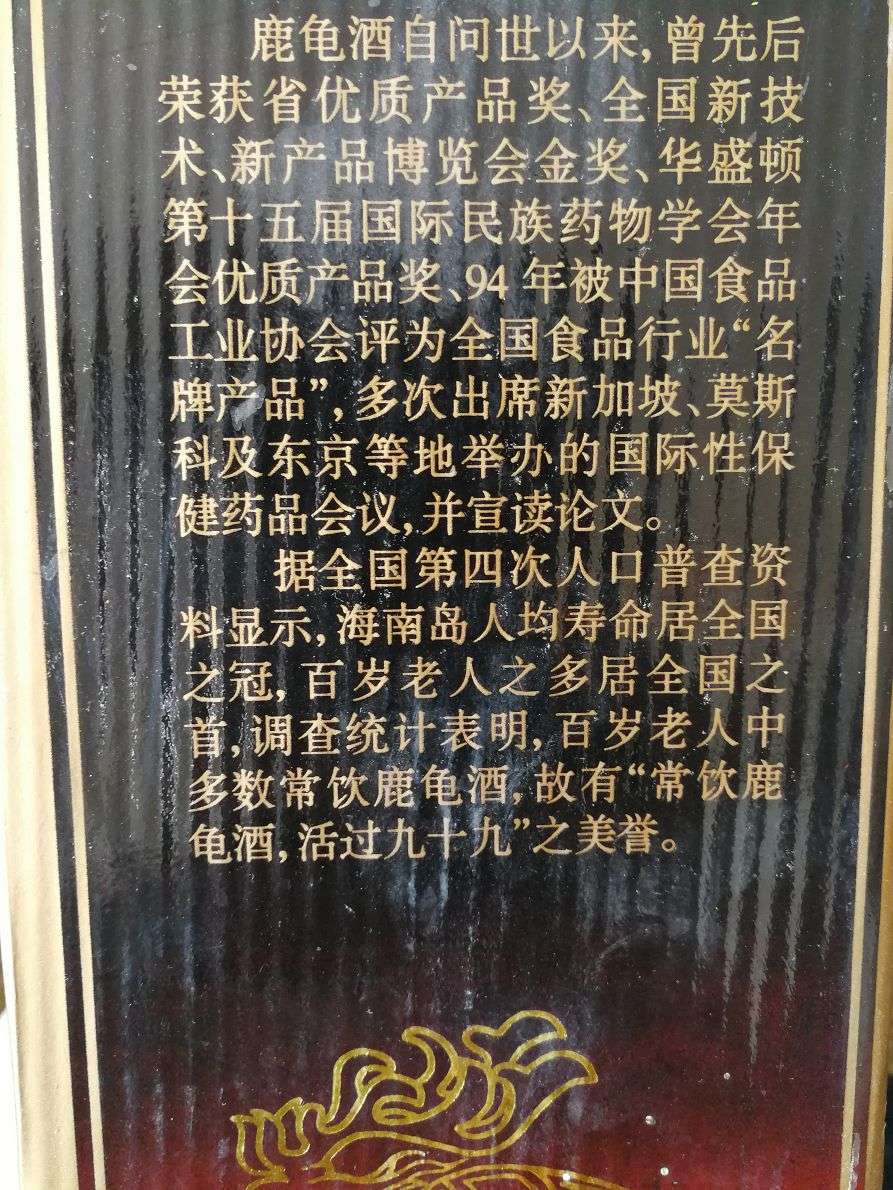 鹿龟酒自问世以来,曾先后
荣获省优质产品奖、全国新技
术、新产品博览会金奖、华盛顿
第十五届国际民族药物学会年
会优质产品奖、94年被中国食品
工业协会评为全国食品行业“名
牌产品”,多次出席新加坡、莫斯
科及东京等地举办的国际性保
健药品会议,并宣读论文。
据全国第四次人口普查资
料显示,海南岛人均寿命居全国
之冠,百岁老人之多居全国之
首,调查统计表明,百岁老人中
多数常饮鹿龟酒,故有“常饮鹿
龟酒,活过九十九”之美誉。